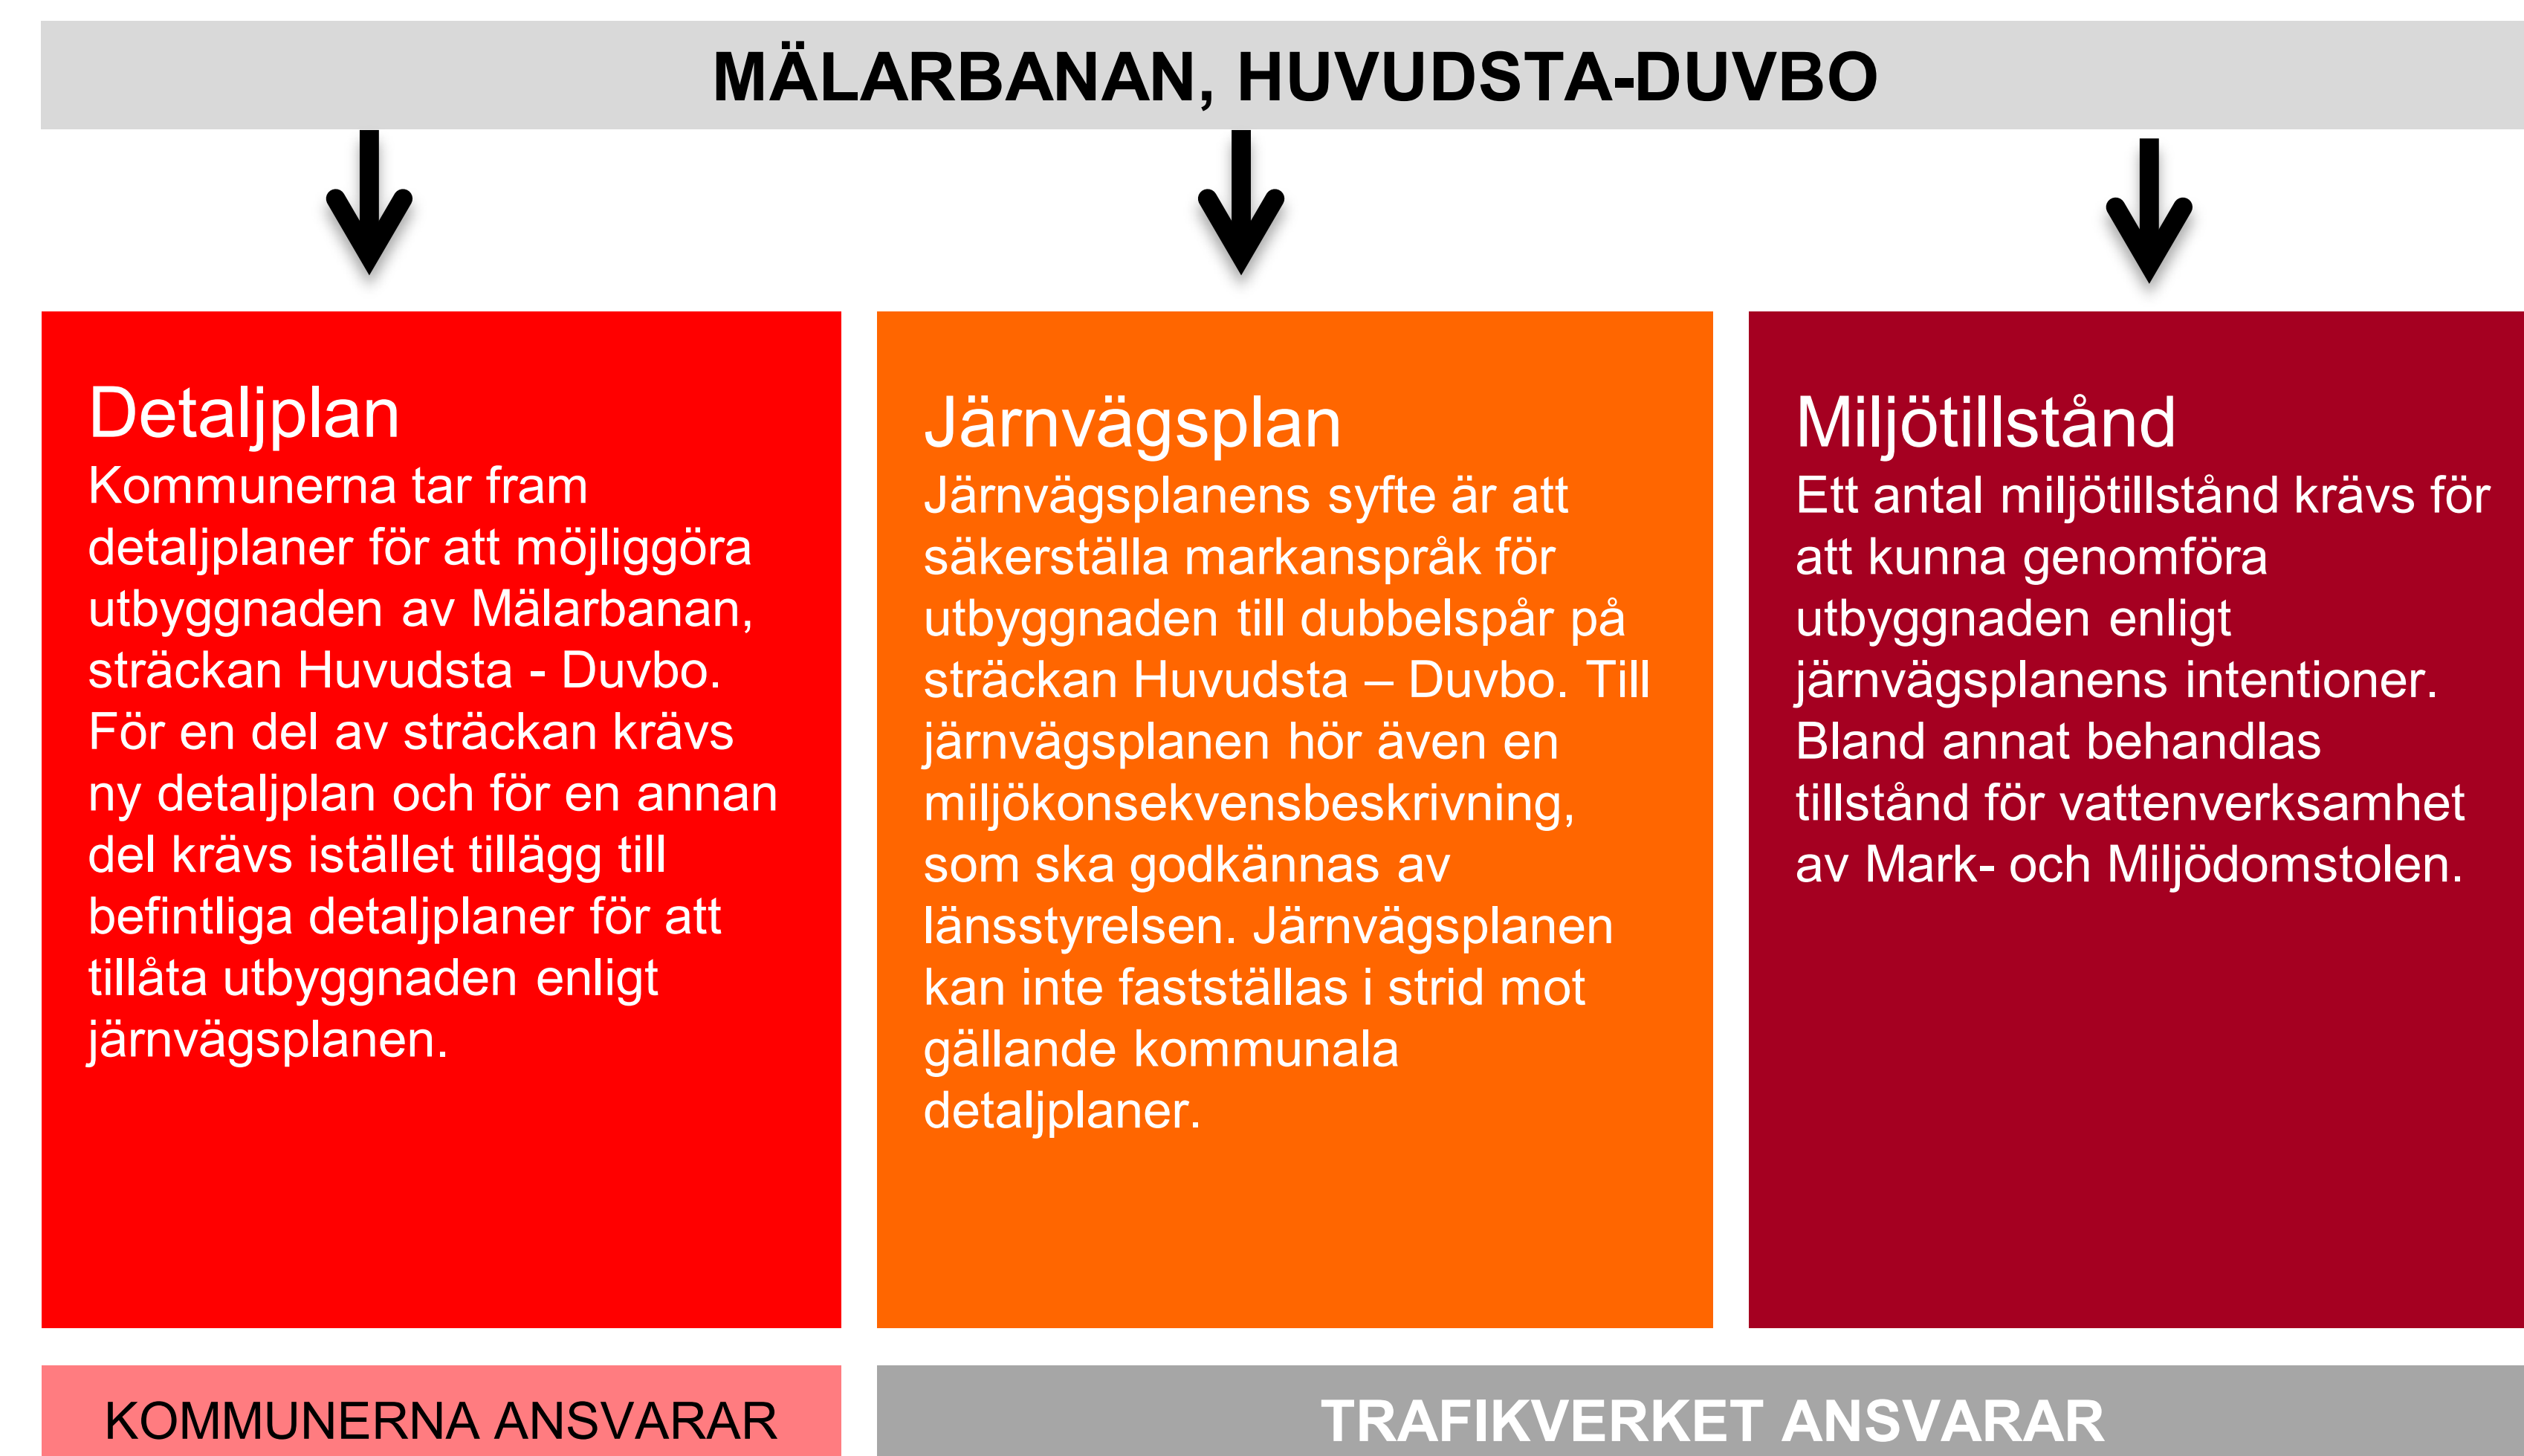 MÄLARBANAN, HUVUDSTA-DUVBO
Detaljplan
Kommunerna tar fram
detaljplaner för att möjliggöra
utbyggnaden av Mälarbanan,
sträckan Huvudsta - Duvbo.
För en del av sträckan krävs
ny detaljplan och för en annan
del krävs istället tillägg till
befintliga detaljplaner för att
tillåta utbyggnaden enligt
järnvägsplanen.
Järnvägsplan
Järnvägsplanens syfte är att
säkerställa markanspråk för
utbyggnaden till dubbelspår på
sträckan Huvudsta – Duvbo. Till
järnvägsplanen hör även en
miljökonsekvensbeskrivning,
som ska godkännas av
länsstyrelsen. Järnvägsplanen
kan inte fastställas i strid mot
gällande kommunala
detaljplaner.
Miljötillstånd
Ett antal miljötillstånd krävs för
att kunna genomföra
utbyggnaden enligt
järnvägsplanens intentioner.
Bland annat behandlas
tillstånd för vattenverksamhet
av Mark- och Miljödomstolen.
KOMMUNERNA ANSVARAR
TRAFIKVERKET ANSVARAR